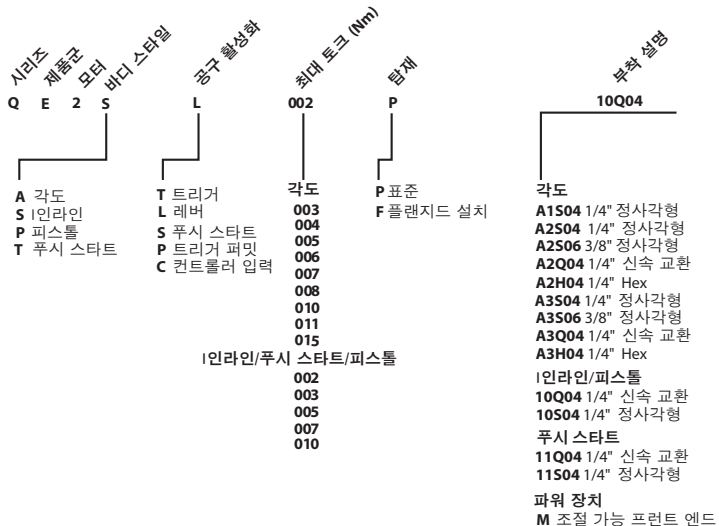 시리즈 제품군 모터 바디 스타일 공구 활성화 최대 토크 (Nm) 탑재 부착 설명
Q E 2 S L 002 P 10Q04
A 각도
S I인라인
P 피스톨
T 푸시 스타트
T 트리거
L 레버
S 푸시 스타트
P 트리거 퍼밋
C 컨트롤러 입력
각도
003
004
005
006
007
008
010
011
015
I인라인/푸시 스타트/피스톨
002
003
005
007
010
P 표준
F 플랜지드 설치
각도
A1S04 1/4" 정사각형
A2S04 1/4" 정사각형
A2S06 3/8" 정사각형
A2Q04 1/4" 신속 교환
A2H04 1/4" Hex
A3S04 1/4" 정사각형
A3S06 3/8" 정사각형
A3Q04 1/4" 신속 교환
A3H04 1/4" Hex
I인라인/피스톨
10Q04 1/4" 신속 교환
10S04 1/4" 정사각형
푸시 스타트
11Q04 1/4" 신속 교환
11S04 1/4" 정사각형
파워 장치
M 조절 가능 프런트 엔드